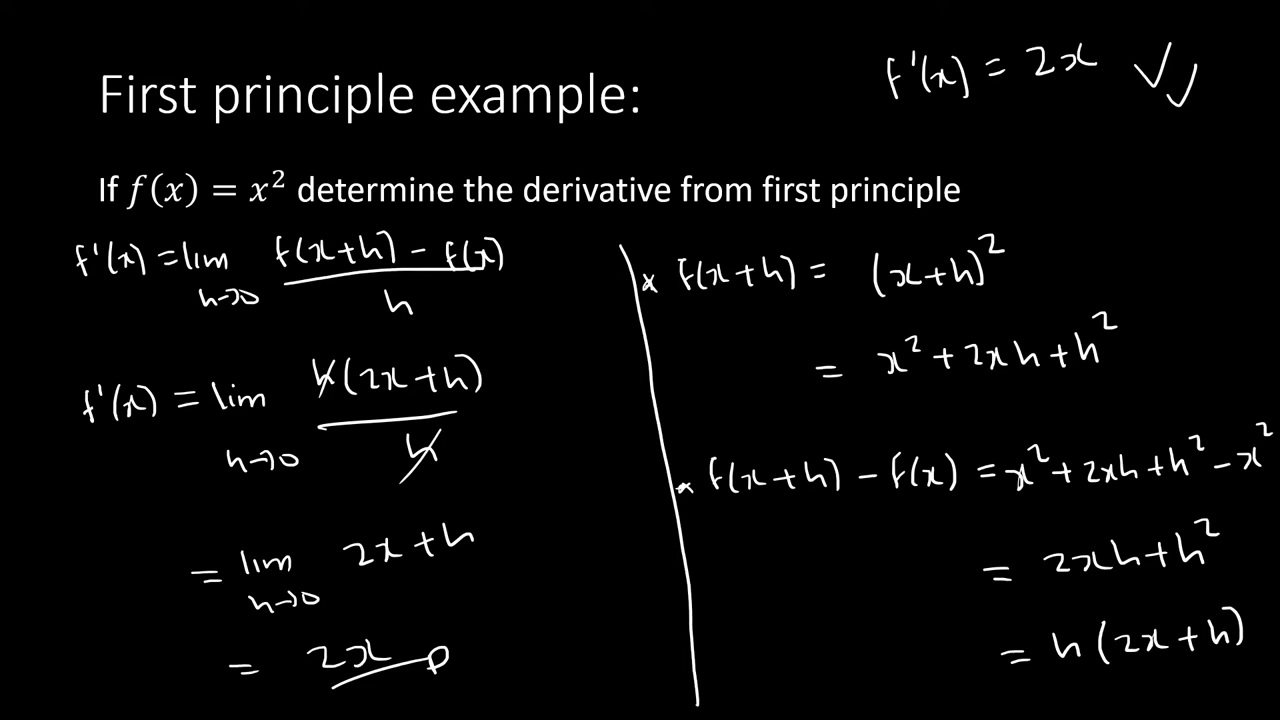 First principle example:
f'(x) = 2x ✓✓
If f(x) = x² determine the derivative from first principle
f'(x) = lim h→0 (f(x+h) - f(x)) / h
f'(x) = lim h→0 h(2x+h) / h
= lim h→0 2x+h
= 2x
* f(x+h) = (x+h)²
= x² + 2xh + h²
* f(x+h) - f(x) = x² + 2xh + h² - x²
= 2xh + h²
= h(2x+h)